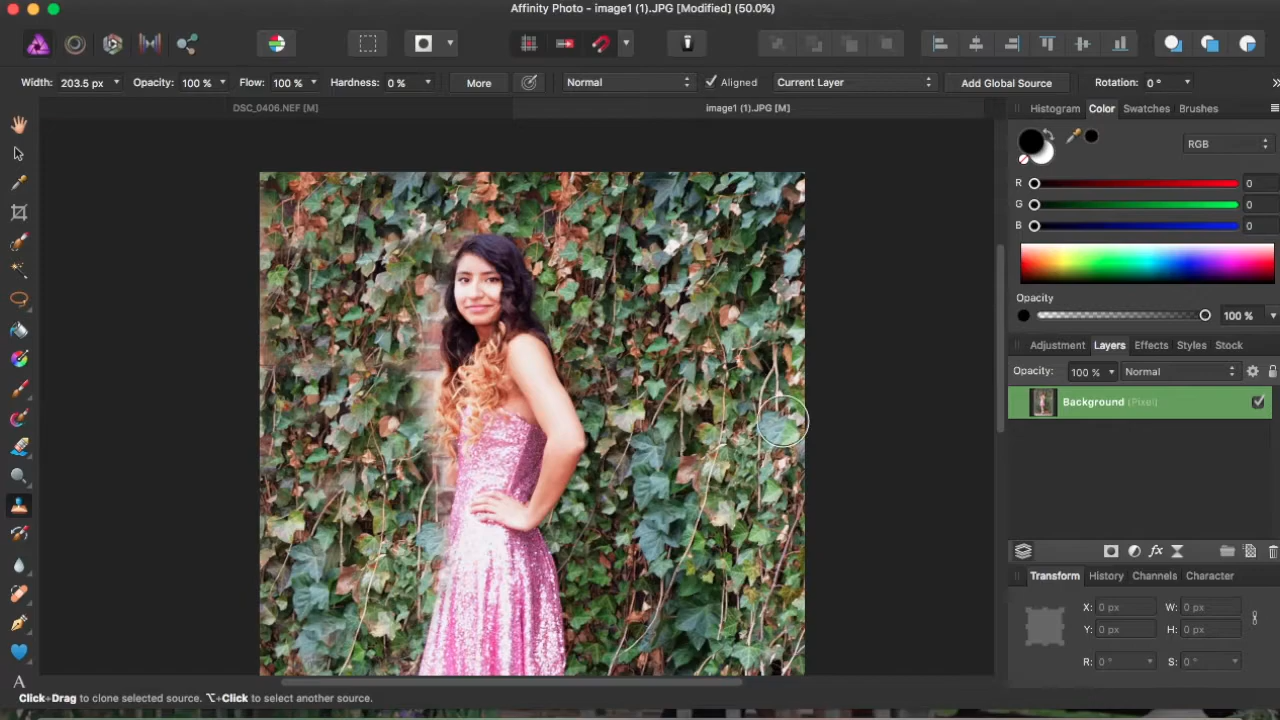 Affinity Photo - image1 (1).JPG [Modified] (50.0%)
Width: 203.5 px Opacity: 100 % Flow: 100 % Hardness: 0 % More Normal Aligned Current Layer Add Global Source Rotation: 0 °
DSC_0406.NEF [M] image1 (1).JPG [M]
Histogram Color Swatches Brushes
RGB
R 0
G 0
B 0
Opacity
100 %
Adjustment Layers Effects Styles Stock
Opacity: 100 % Normal
Background (Pixel)
fx
Transform History Channels Character
X: 0 px W: 0 px
Y: 0 px H: 0 px
R: 0 ° S: 0 °
A
Click+Drag to clone selected source. ⌥+Click to select another source.